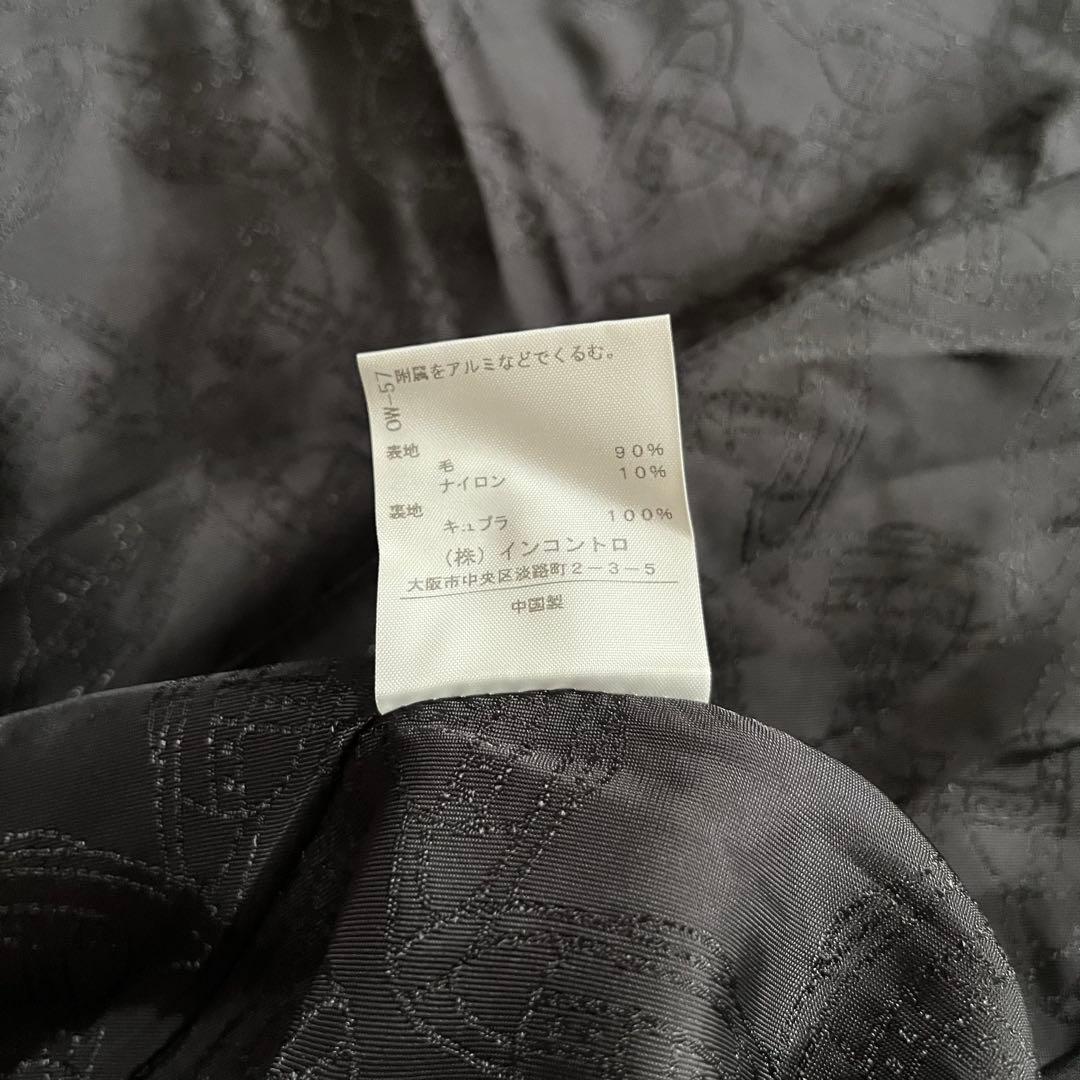 OW-57
附属をアルミなどでくるむ。
表地
毛 90%
ナイロン 10%
裏地
キュプラ 100%
（株）インコントロ
大阪市中央区淡路町2-3-5
中国製